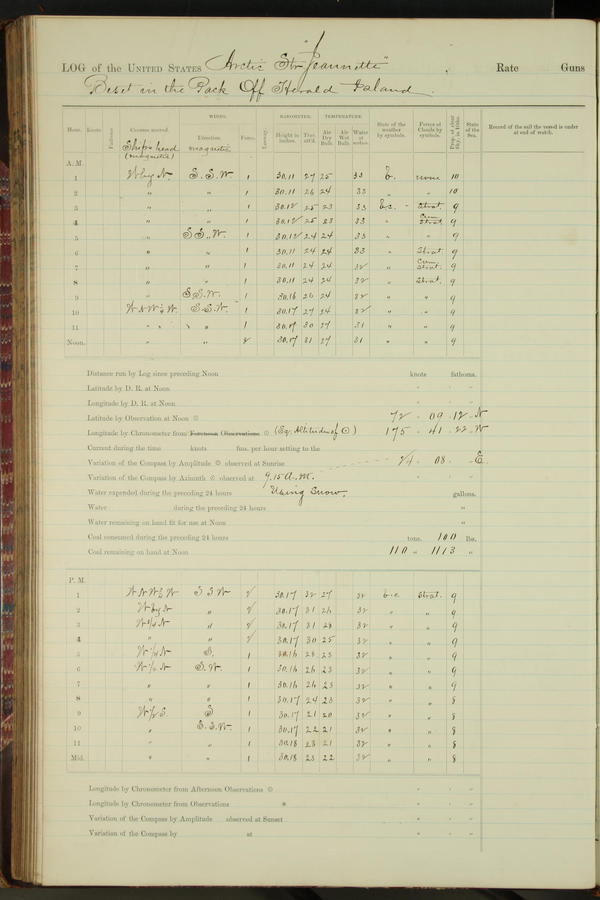 LOG of the UNITED STATES Arctic Str "Jeannette" Rate Guns
Beset in the Pack Off Herald Island.
WINDS. BAROMETER. TEMPERATURE.
Hour. Knots. Fathoms. Courses steered. Direction. Force. Leeway. Height in inches. Ther. att'd. Air Dry Bulb. Air Wet Bulb. Water at surface. State of the weather by symbols. Forms of Clouds by symbols. Prop. of clear Sky, in 10ths. State of the Sea. Record of the sail the vessel is under at end of watch.
Ships head (magnetic) magnetic
A. M.
1 W by N. S. S. W 1 30.11 27 25 33 b. none 10
2 " " 1 30.11 26 24 33 " " 10
3 " " 1 30.12 25 23 33 b.c. Strat. 9
4 " " 1 30.12 25 23 33 " Cum. Strat. 9
5 " S S. W. 1 30.12 24 24 33 " " 9
6 " " 1 30.11 24 24 33 " Strat. 9
7 " " 1 30.11 24 24 32 " Cum. Strat. 9
8 " " 1 30.11 24 24 32 " Strat. 9
9 " S.S.W. 1 30.16 26 24 32 " " 9
10 W N W ½ W. S.S.W. 1 30.17 27 24 32 " " 9
11 " " 1 30.17 30 27 31 " " 9
Noon. " " 2 30.17 31 27 31 " " 9
Distance run by Log since preceding Noon knots fathoms.
Latitude by D. R. at Noon ° ' "
Longitude by D. R. at Noon ° ' "
Latitude by Observation at Noon ☉ 72 ° 09 ' 12 " N
Longitude by Chronometer from Forenoon Observations ☉ (Eq. Altitudes of ☉) 175 ° 41 ' 22 " W
Current during the time knots fms. per hour setting to the
Variation of the Compass by Amplitude ☉ observed at Sunrise 21 ° 08 ' E.
Variation of the Compass by Azimuth ☉ observed at 9.15 A.M. ° ' "
Water expended during the preceding 24 hours Using Snow. gallons.
Water during the preceding 24 hours "
Water remaining on hand fit for use at Noon "
Coal consumed during the preceding 24 hours tons. 100 lbs.
Coal remaining on hand at Noon 110 " 1113 "
P. M.
1 W N W ½ W S S W 2 30.17 32 27 32 b.c. Strat. 9
2 W by N " 2 30.17 31 26 32 " " 9
3 " 2 30.17 31 28 32 " " 9
4 " " 2 30.17 30 25 32 " " 9
5 W ½ N S. 1 30.16 28 23 32 " " 9
6 W ½ N S. W. 1 30.16 26 23 32 " " 9
7 " " 1 30.16 26 23 32 " " 9
8 " " 1 30.17 24 23 32 " " 8
9 W ½ S. S 1 30.17 21 20 32 " " 8
10 " S. S. W. 1 30.17 22 21 32 " " 8
11 " " 1 30.18 23 21 32 " " 8
Mid. " " 1 30.18 23 22 32 " " 8
Longitude by Chronometer from Afternoon Observations ☉ ° ' "
Longitude by Chronometer from Observations * ° ' "
Variation of the Compass by Amplitude observed at Sunset ° ' "
Variation of the Compass by at ° ' "